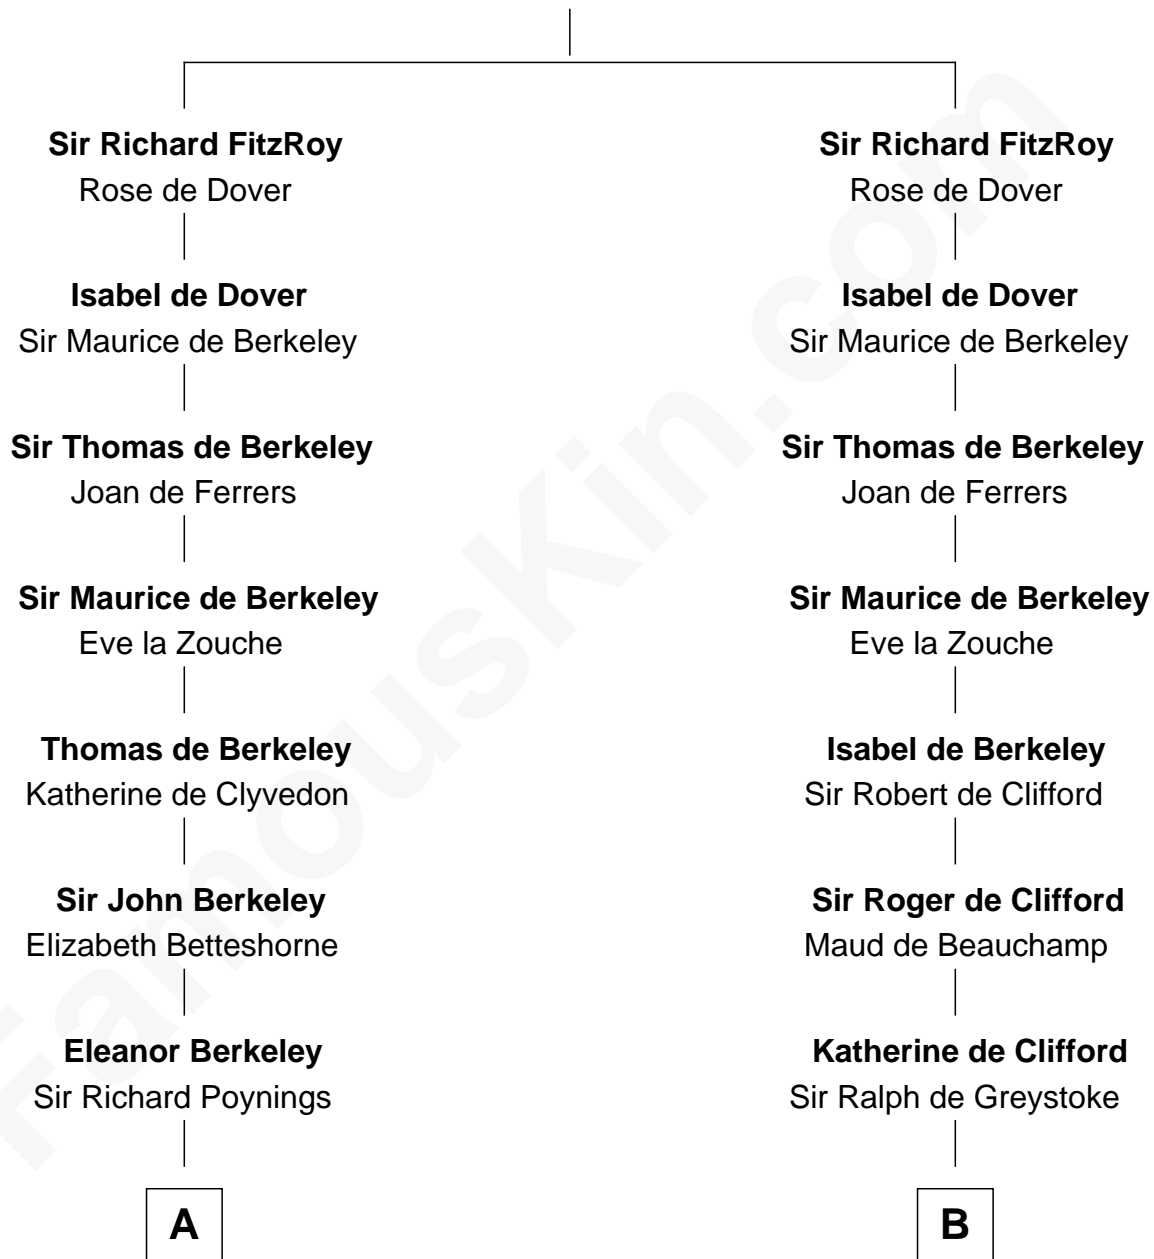 Sir Richard FitzRoy
Rose de Dover
Isabel de Dover
Sir Maurice de Berkeley
Sir Thomas de Berkeley
Joan de Ferrers
Sir Maurice de Berkeley
Eve la Zouche
Thomas de Berkeley
Katherine de Clyvedon
Sir John Berkeley
Elizabeth Betteshorne
Eleanor Berkeley
Sir Richard Poynings
A
Sir Richard FitzRoy
Rose de Dover
Isabel de Dover
Sir Maurice de Berkeley
Sir Thomas de Berkeley
Joan de Ferrers
Sir Maurice de Berkeley
Eve la Zouche
Isabel de Berkeley
Sir Robert de Clifford
Sir Roger de Clifford
Maud de Beauchamp
Katherine de Clifford
Sir Ralph de Greystoke
B
FamousKin.com